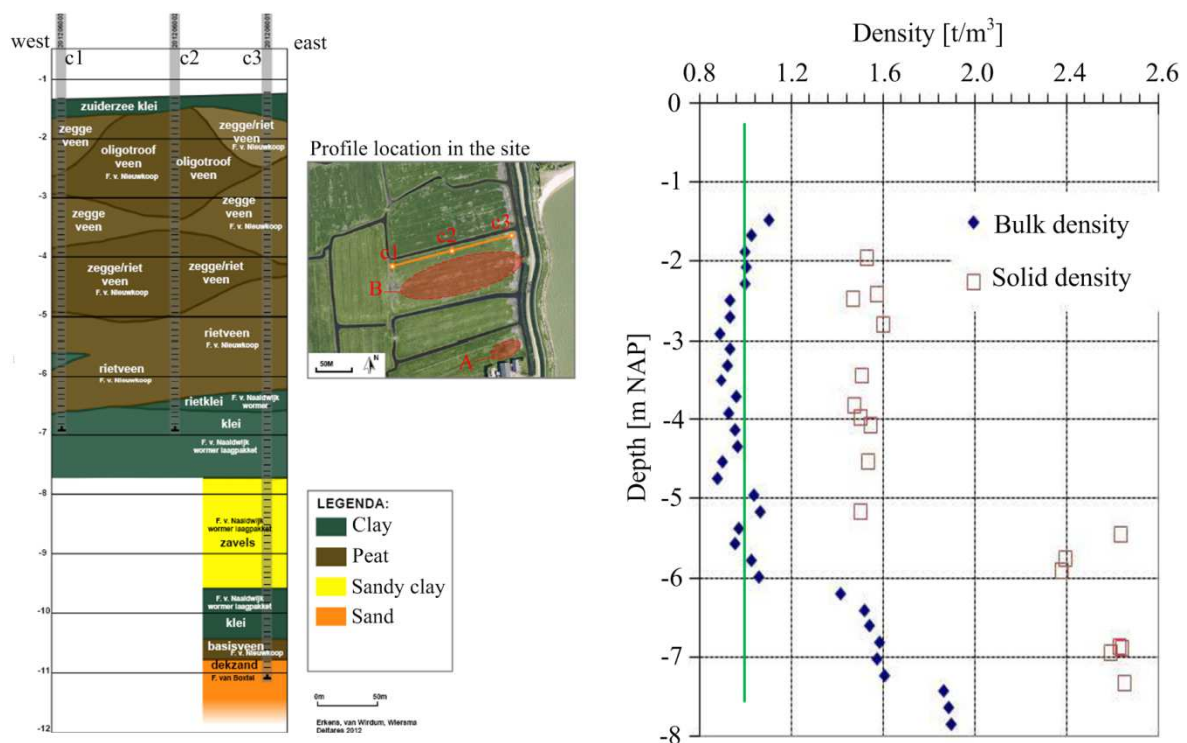 west
east
c1
c2
c3
20120600
20120600
20120600
-1
-2
-3
-4
-5
-6
-7
-8
-9
-10
-11
-12
zuiderzee klei
zegge
veen
zegge/riet
veen
F. v. Nieuwkoop
oligotroof
veen
F. v. Nieuwkoop
oligotroof
veen
zegge
veen
zegge
veen
F. v. Nieuwkoop
zegge/riet
veen
F. v. Nieuwkoop
zegge/riet
veen
rietveen
F. v. Nieuwkoop
rietveen
F. v. Nieuwkoop
rietklei
F. v. Naaldwijk
wormer
klei
F. v. Naaldwijk
wormer laagpakket
F. v. Naaldwijk
wormer laagpakket
zavels
F. v. Naaldwijk
wormer laagpakket
klei
basisveen
F. v. Nieuwkoop
dekzand
F. van Boxtel
Profile location in the site
c1
c2
c3
B
A
50M
N
LEGENDA:
Clay
Peat
Sandy clay
Sand
0m
50m
Erkens, van Wirdum, Wiersma
Deltares 2012
Density [t/m³]
0.8
1.2
1.6
2.0
2.4
2.6
Depth [m NAP]
0
-1
-2
-3
-4
-5
-6
-7
-8
Bulk density
Solid density